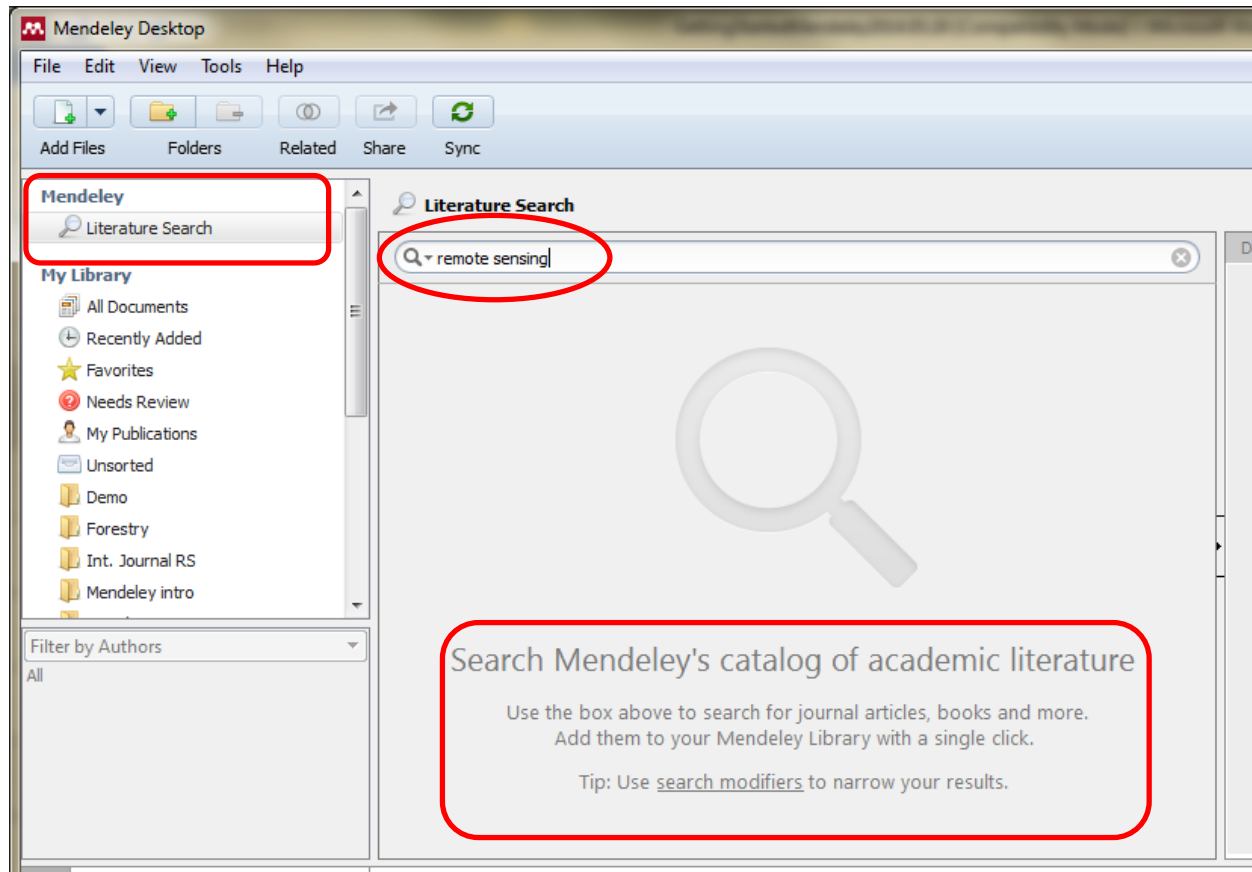 Mendeley Desktop
File Edit View Tools Help
Add Files Folders Related Share Sync
Mendeley
Literature Search
My Library
All Documents
Recently Added
Favorites
Needs Review
My Publications
Unsorted
Demo
Forestry
Int. Journal RS
Mendeley intro
Filter by Authors
All
Literature Search
remote sensing
D
Search Mendeley's catalog of academic literature
Use the box above to search for journal articles, books and more.
Add them to your Mendeley Library with a single click.
Tip: Use search modifiers to narrow your results.